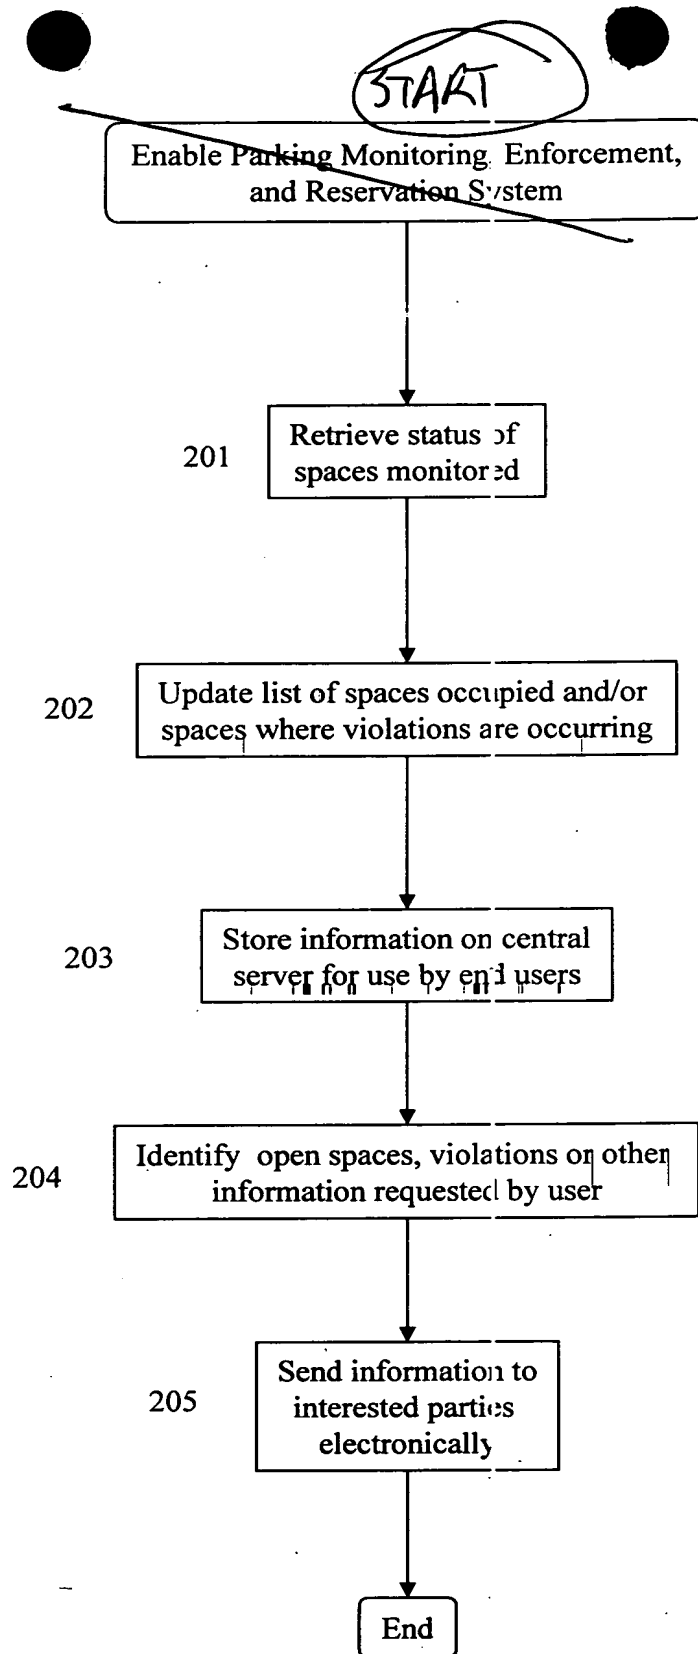 START
Enable Parking Monitoring, Enforcement,
and Reservation System
201
Retrieve status of
spaces monitored
202
Update list of spaces occupied and/or
spaces where violations are occurring
203
Store information on central
server for use by end users
204
Identify open spaces, violations or other
information requested by user
205
Send information to
interested parties
electronically
End